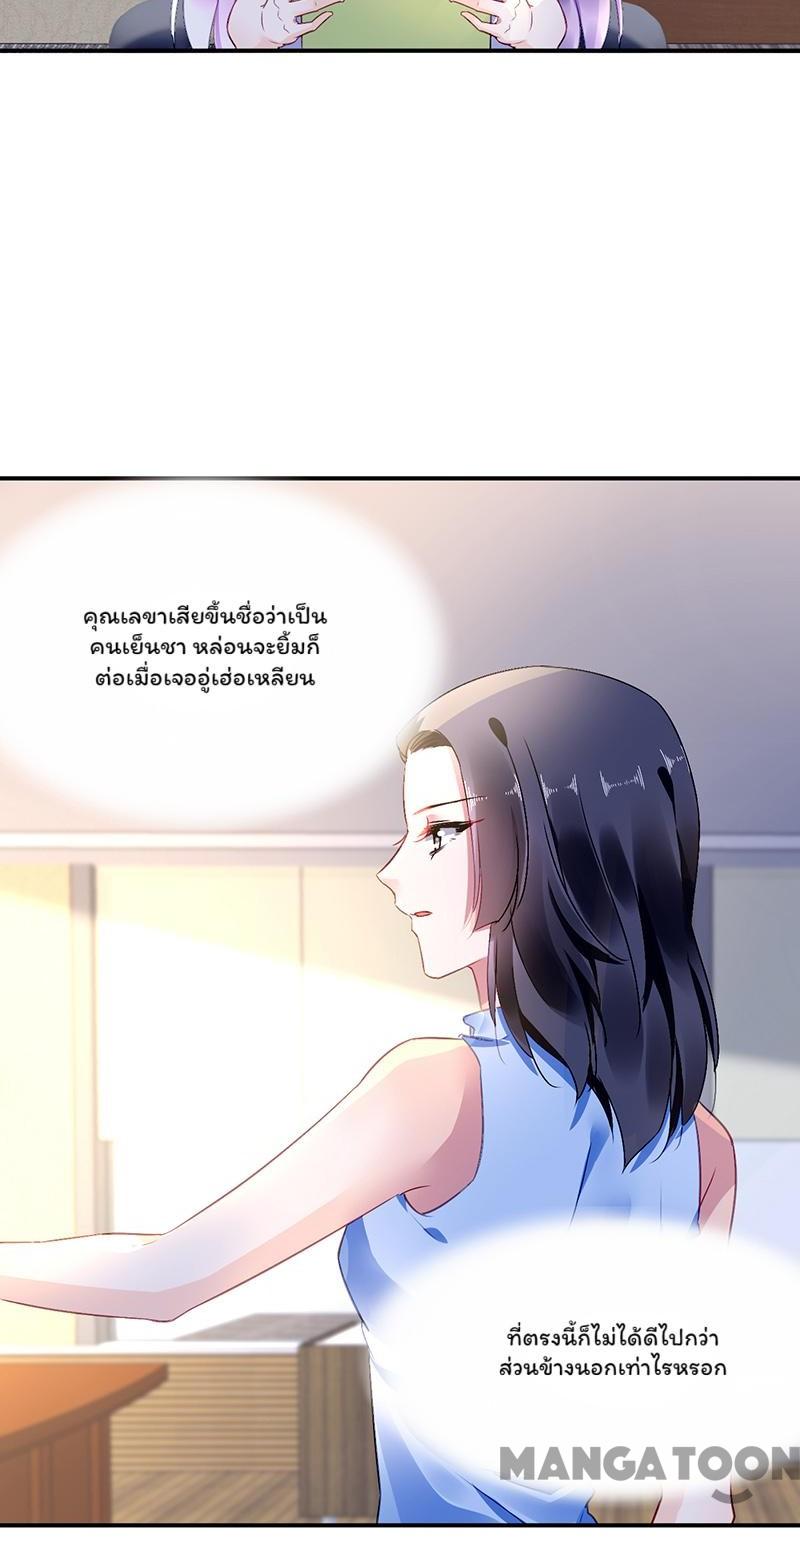 คุณเลขาเสียขึ้นชื่อว่าเป็น
คนเย็นชา หล่อนจะยิ้มก็
ต่อเมื่อเจออู่เฮ่อเหลียน
ที่ตรงนี้ก็ไม่ได้ดีไปกว่า
ส่วนข้างนอกเท่าไรหรอก
MANGATOON